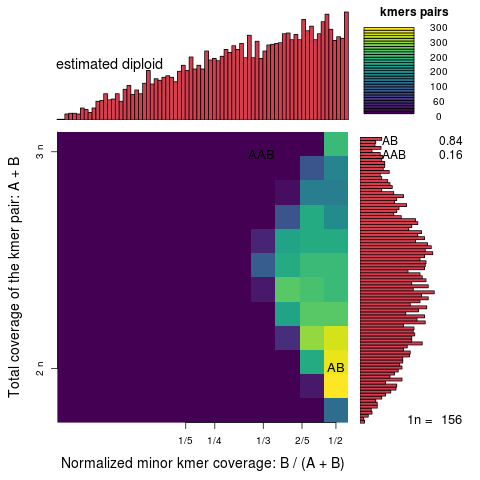 kmers pairs
estimated diploid
300
300
200
200
100
60
0
AB 0.84
AAB 0.16
AAB
AB
3 n
2 n
Total coverage of the kmer pair: A + B
1n = 156
1/5 1/4 1/3 2/5 1/2
Normalized minor kmer coverage: B / (A + B)